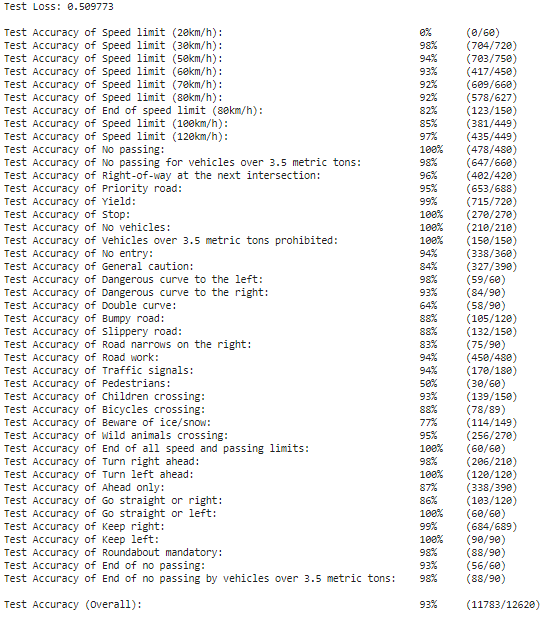 Test Loss: 0.509773
Test Accuracy of Speed limit (20km/h): 0% (0/60)
Test Accuracy of Speed limit (30km/h): 98% (704/720)
Test Accuracy of Speed limit (50km/h): 94% (703/750)
Test Accuracy of Speed limit (60km/h): 93% (417/450)
Test Accuracy of Speed limit (70km/h): 92% (609/660)
Test Accuracy of Speed limit (80km/h): 92% (578/627)
Test Accuracy of End of speed limit (80km/h): 82% (123/150)
Test Accuracy of Speed limit (100km/h): 85% (381/449)
Test Accuracy of Speed limit (120km/h): 97% (435/449)
Test Accuracy of No passing: 100% (478/480)
Test Accuracy of No passing for vehicles over 3.5 metric tons: 98% (647/660)
Test Accuracy of Right-of-way at the next intersection: 96% (402/420)
Test Accuracy of Priority road: 95% (653/688)
Test Accuracy of Yield: 99% (715/720)
Test Accuracy of Stop: 100% (270/270)
Test Accuracy of No vehicles: 100% (210/210)
Test Accuracy of Vehicles over 3.5 metric tons prohibited: 100% (150/150)
Test Accuracy of No entry: 94% (338/360)
Test Accuracy of General caution: 84% (327/390)
Test Accuracy of Dangerous curve to the left: 98% (59/60)
Test Accuracy of Dangerous curve to the right: 93% (84/90)
Test Accuracy of Double curve: 64% (58/90)
Test Accuracy of Bumpy road: 88% (105/120)
Test Accuracy of Slippery road: 88% (132/150)
Test Accuracy of Road narrows on the right: 83% (75/90)
Test Accuracy of Road work: 94% (450/480)
Test Accuracy of Traffic signals: 94% (170/180)
Test Accuracy of Pedestrians: 50% (30/60)
Test Accuracy of Children crossing: 93% (139/150)
Test Accuracy of Bicycles crossing: 88% (78/89)
Test Accuracy of Beware of ice/snow: 77% (114/149)
Test Accuracy of Wild animals crossing: 95% (256/270)
Test Accuracy of End of all speed and passing limits: 100% (60/60)
Test Accuracy of Turn right ahead: 98% (206/210)
Test Accuracy of Turn left ahead: 100% (120/120)
Test Accuracy of Ahead only: 87% (338/390)
Test Accuracy of Go straight or right: 86% (103/120)
Test Accuracy of Go straight or left: 100% (60/60)
Test Accuracy of Keep right: 99% (684/689)
Test Accuracy of Keep left: 100% (90/90)
Test Accuracy of Roundabout mandatory: 98% (88/90)
Test Accuracy of End of no passing: 93% (56/60)
Test Accuracy of End of no passing by vehicles over 3.5 metric tons: 98% (88/90)
Test Accuracy (Overall): 93% (11783/12620)